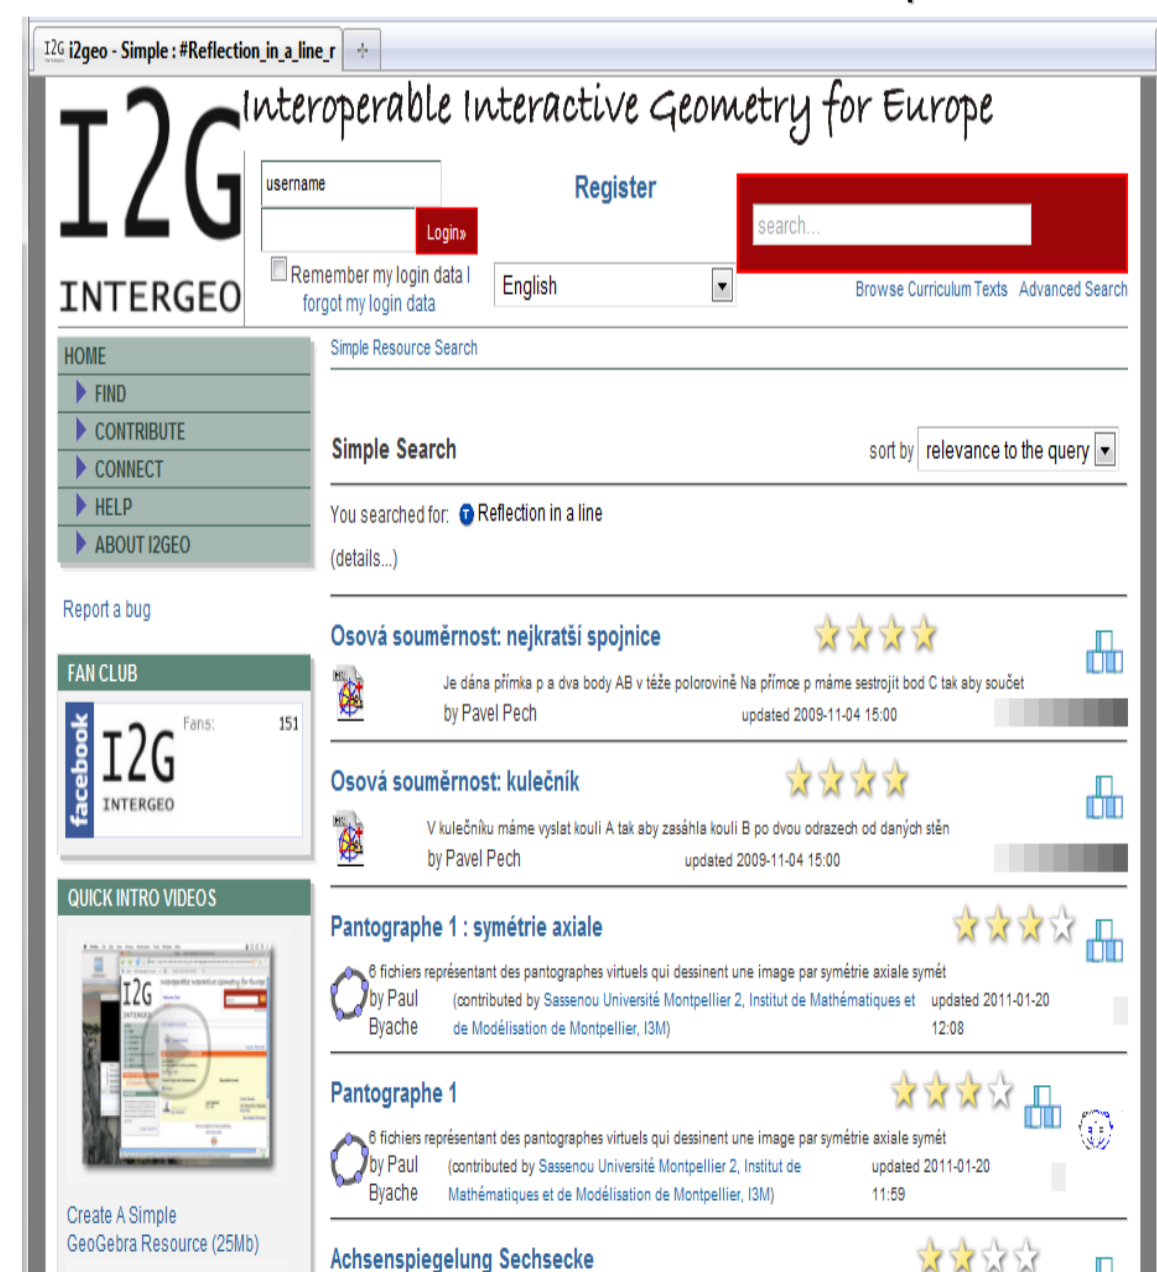 i2geo - Simple : #Reflection_in_a_line_r
I2G
INTERGEO
Interoperable Interactive Geometry for Europe
username
Login»
Remember my login data I
forgot my login data
Register
English
search...
Browse Curriculum Texts Advanced Search
HOME
FIND
CONTRIBUTE
CONNECT
HELP
ABOUT I2GEO
Report a bug
FAN CLUB
facebook
I2G
INTERGEO
Fans: 151
QUICK INTRO VIDEOS
I2G
Create A Simple
GeoGebra Resource (25Mb)
Simple Resource Search
Simple Search
sort by relevance to the query
You searched for: T Reflection in a line
(details...)
Osová souměrnost: nejkratší spojnice
Je dána přímka p a dva body AB v téže polorovině Na přímce p máme sestrojit bod C tak aby součet
by Pavel Pech updated 2009-11-04 15:00
Osová souměrnost: kulečník
V kulečníku máme vyslat kouli A tak aby zasáhla kouli B po dvou odrazech od daných stěn
by Pavel Pech updated 2009-11-04 15:00
Pantographe 1 : symétrie axiale
6 fichiers représentant des pantographes virtuels qui dessinent une image par symétrie axiale symét
by Paul (contributed by Sassenou Université Montpellier 2, Institut de Mathématiques et updated 2011-01-20
Byache de Modélisation de Montpellier, I3M) 12:08
Pantographe 1
6 fichiers représentant des pantographes virtuels qui dessinent une image par symétrie axiale symét
by Paul (contributed by Sassenou Université Montpellier 2, Institut de updated 2011-01-20
Byache Mathématiques et de Modélisation de Montpellier, I3M) 11:59
Achsenspiegelung Sechsecke